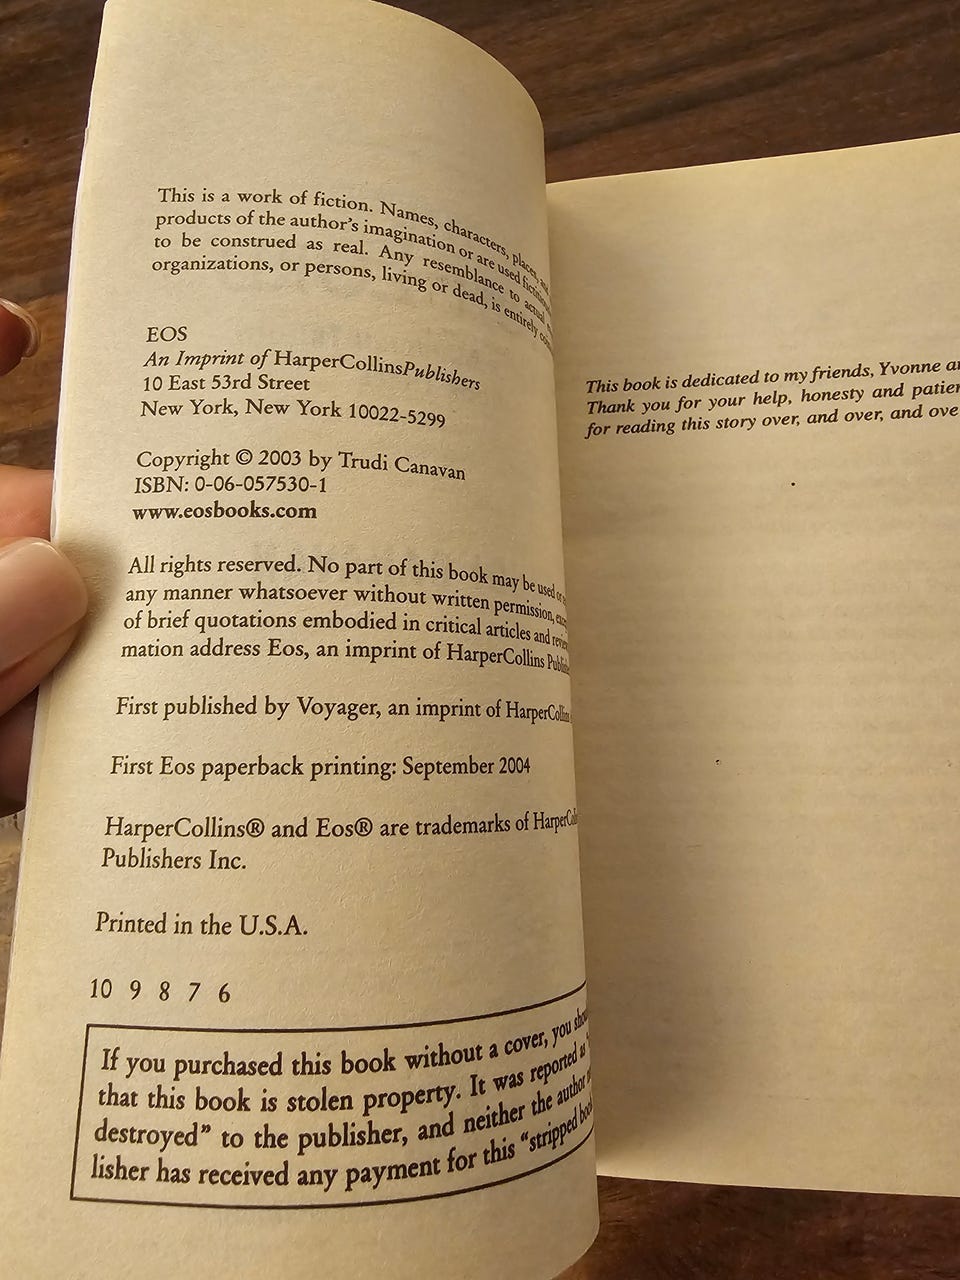 This is a work of fiction. Names, characters, places, and
products of the author's imagination or are used
to be construed as real. Any resemblance to actual
organizations, or persons, living or dead, is entirely
EOS
An Imprint of HarperCollinsPublishers
10 East 53rd Street
New York, New York 10022-5299
Copyright © 2003 by Trudi Canavan
ISBN: 0-06-057530-1
www.eosbooks.com
All rights reserved. No part of this book may be used or
any manner whatsoever without written permission,
of brief quotations embodied in critical articles and
mation address Eos, an imprint of HarperCollins
First published by Voyager, an imprint of
First Eos paperback printing: September 2004
HarperCollins® and Eos® are trademarks of
Publishers Inc.
Printed in the U.S.A.
10 9 8 7 6
If you purchased this book without a cover, you
that this book is stolen property. It was reported as
destroyed” to the publisher, and neither the author
lisher has received any payment for this “stripped
This book is dedicated to my friends, Yvonne
Thank you for your help, honesty and
for reading this story over, and over, and